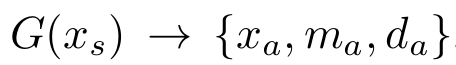 G(x_s) → {x_a, m_a, d_a}